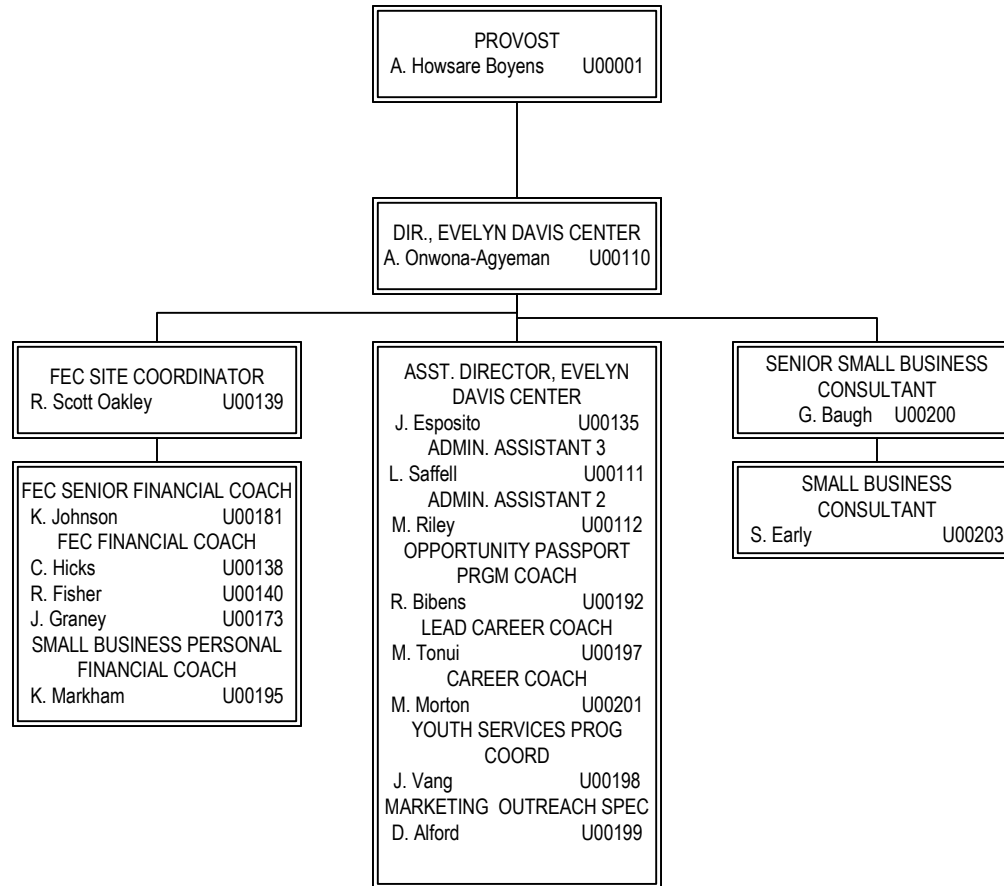 PROVOST
A. Howsare Boyens U00001
DIR., EVELYN DAVIS CENTER
A. Onwona-Agyeman U00110
FEC SITE COORDINATOR
R. Scott Oakley U00139
FEC SENIOR FINANCIAL COACH
K. Johnson U00181
FEC FINANCIAL COACH
C. Hicks U00138
R. Fisher U00140
J. Graney U00173
SMALL BUSINESS PERSONAL
FINANCIAL COACH
K. Markham U00195
ASST. DIRECTOR, EVELYN
DAVIS CENTER
J. Esposito U00135
ADMIN. ASSISTANT 3
L. Saffell U00111
ADMIN. ASSISTANT 2
M. Riley U00112
OPPORTUNITY PASSPORT
PRGM COACH
R. Bibens U00192
LEAD CAREER COACH
M. Tonui U00197
CAREER COACH
M. Morton U00201
YOUTH SERVICES PROG
COORD
J. Vang U00198
MARKETING OUTREACH SPEC
D. Alford U00199
SENIOR SMALL BUSINESS
CONSULTANT
G. Baugh U00200
SMALL BUSINESS
CONSULTANT
S. Early U00203